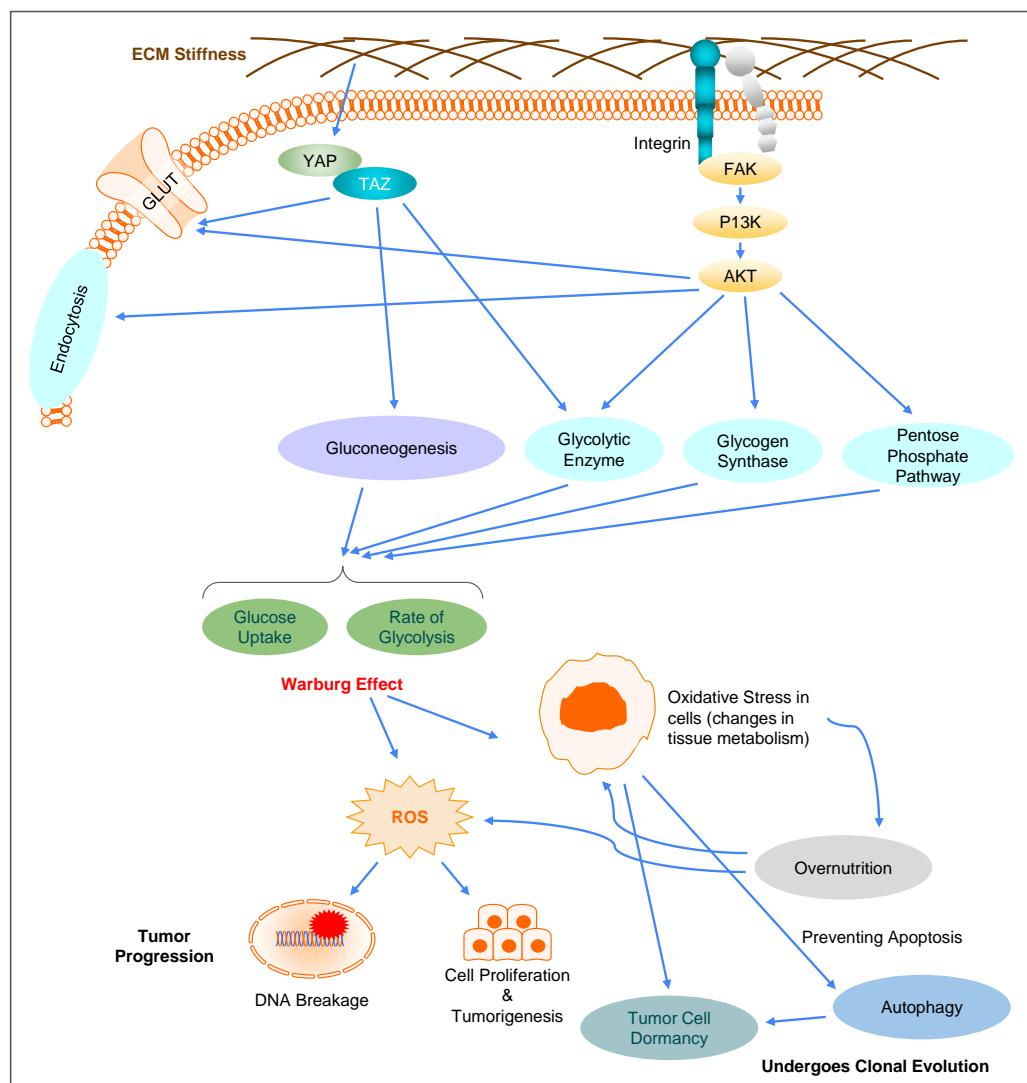 ECM Stiffness
Integrin
YAP
TAZ
FAK
GLUT
P13K
AKT
Endocytosis
Gluconeogenesis
Glycolytic
Enzyme
Glycogen
Synthase
Pentose
Phosphate
Pathway
Glucose
Uptake
Rate of
Glycolysis
Warburg Effect
Oxidative Stress in
cells (changes in
tissue metabolism)
ROS
Overnutrition
Tumor
Progression
Preventing Apoptosis
DNA Breakage
Cell Proliferation
&
Tumorigenesis
Tumor Cell
Dormancy
Autophagy
Undergoes Clonal Evolution